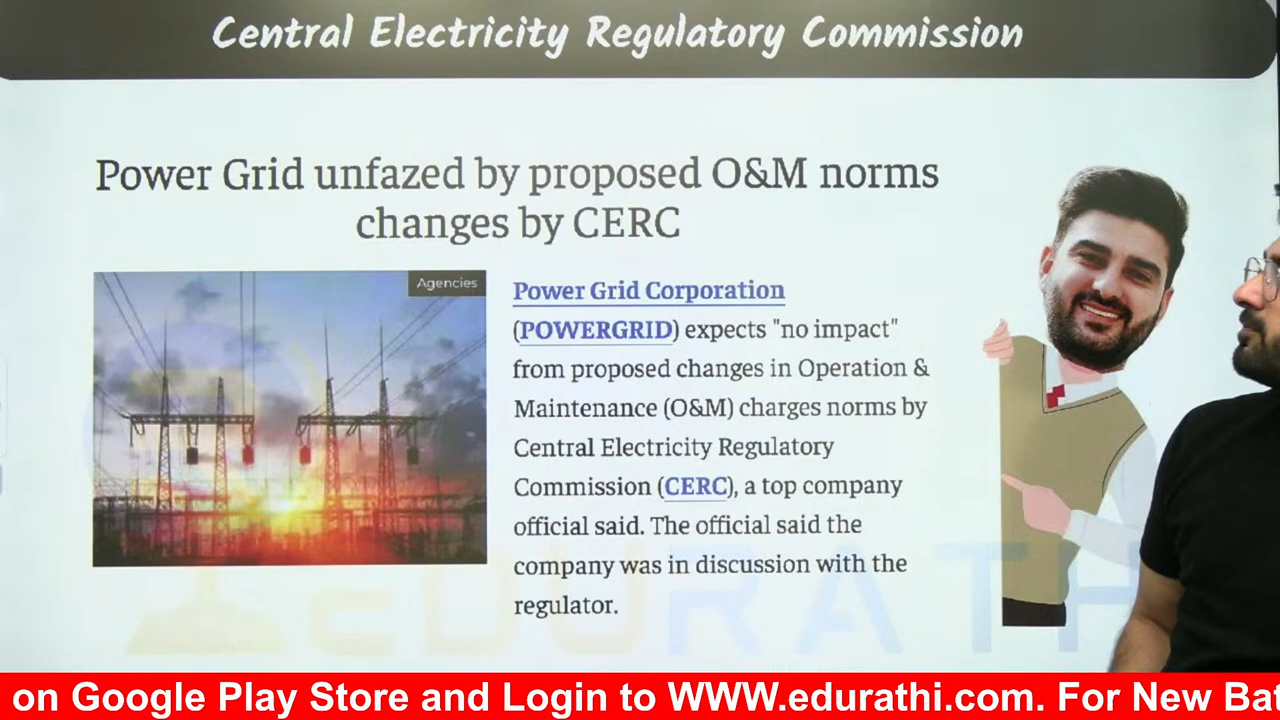 Central Electricity Regulatory Commission
Power Grid unfazed by proposed O&M norms
changes by CERC
Agencies
Power Grid Corporation
(POWERGRID) expects "no impact"
from proposed changes in Operation &
Maintenance (O&M) charges norms by
Central Electricity Regulatory
Commission (CERC), a top company
official said. The official said the
company was in discussion with the
regulator.
EDURATH
on Google Play Store and Login to WWW.edurathi.com. For New Bat